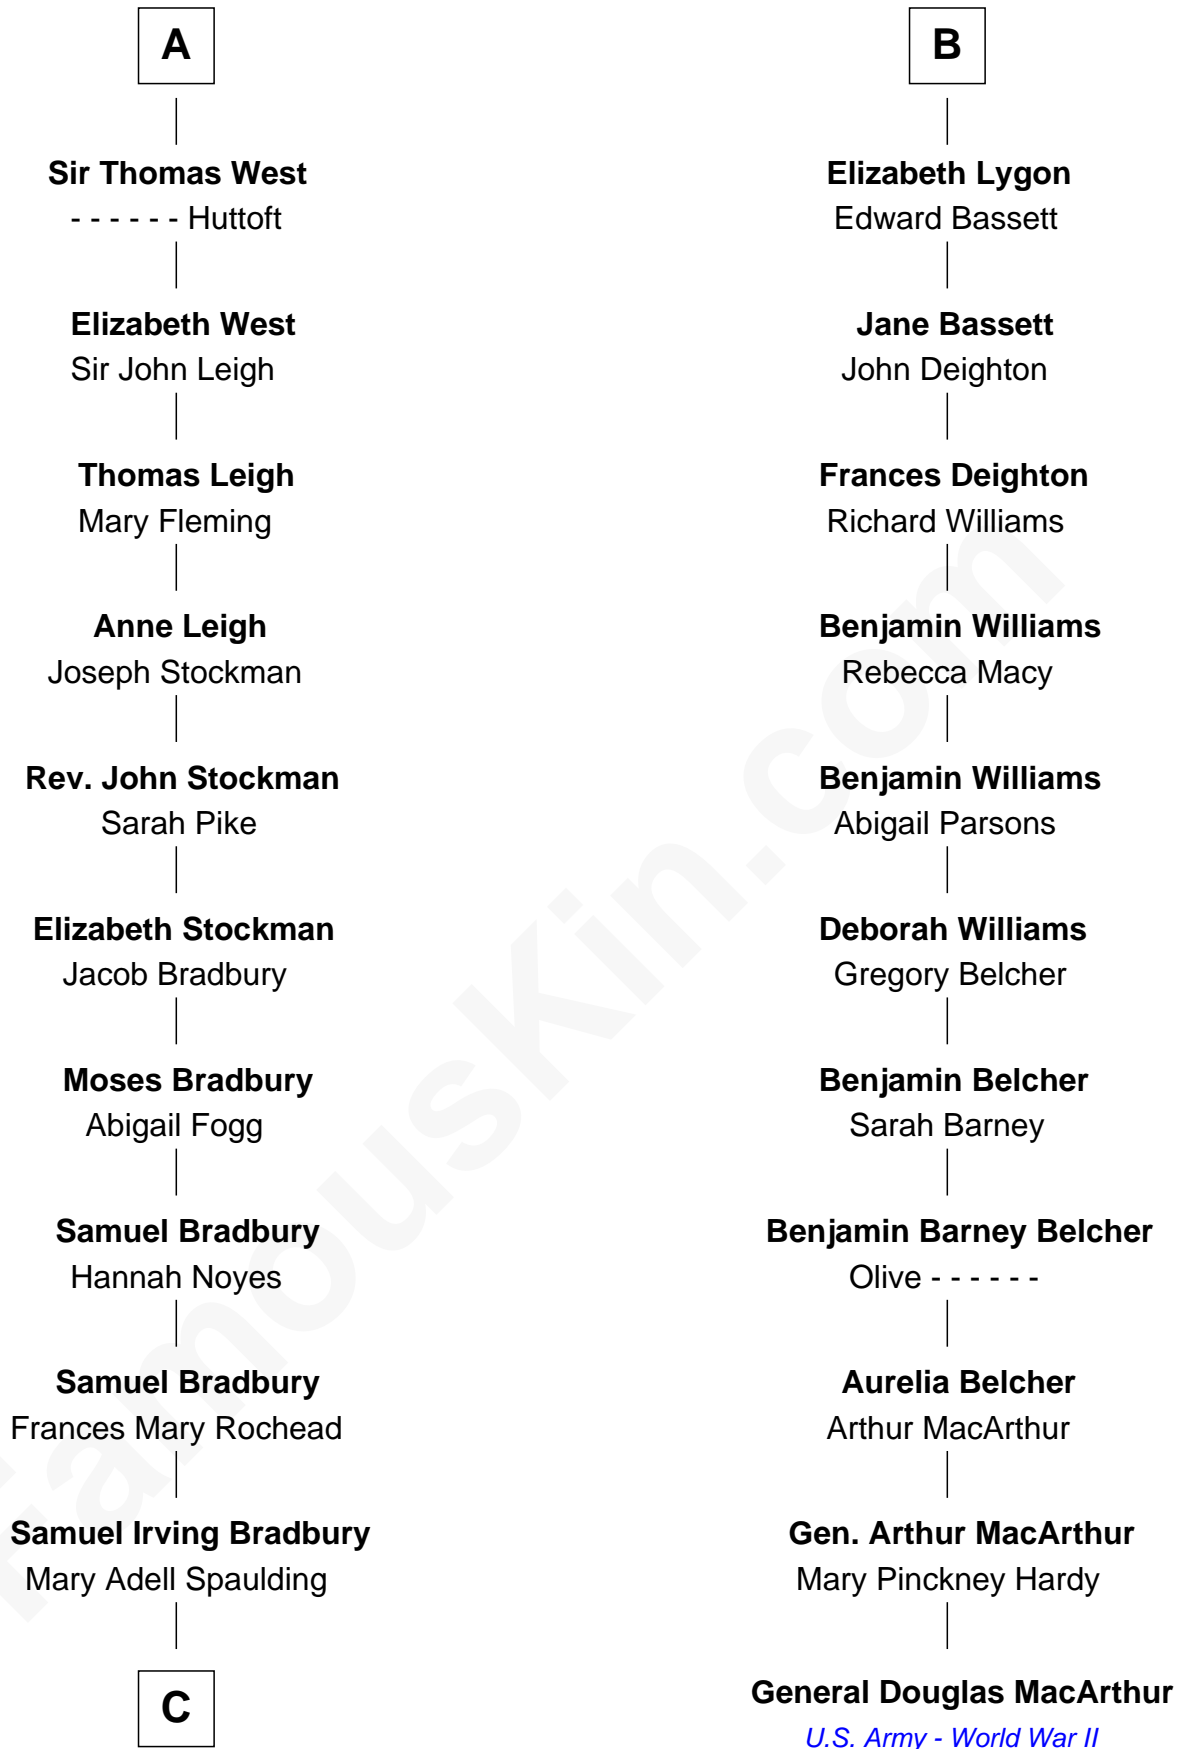 A
Sir Thomas West
- - - - - - Huttoft
Elizabeth West
Sir John Leigh
Thomas Leigh
Mary Fleming
Anne Leigh
Joseph Stockman
Rev. John Stockman
Sarah Pike
Elizabeth Stockman
Jacob Bradbury
Moses Bradbury
Abigail Fogg
Samuel Bradbury
Hannah Noyes
Samuel Bradbury
Frances Mary Rochead
Samuel Irving Bradbury
Mary Adell Spaulding
C
B
Elizabeth Lygon
Edward Bassett
Jane Bassett
John Deighton
Frances Deighton
Richard Williams
Benjamin Williams
Rebecca Macy
Benjamin Williams
Abigail Parsons
Deborah Williams
Gregory Belcher
Benjamin Belcher
Sarah Barney
Benjamin Barney Belcher
Olive - - - - - -
Aurelia Belcher
Arthur MacArthur
Gen. Arthur MacArthur
Mary Pinckney Hardy
General Douglas MacArthur
U.S. Army - World War II
FamousKin.com